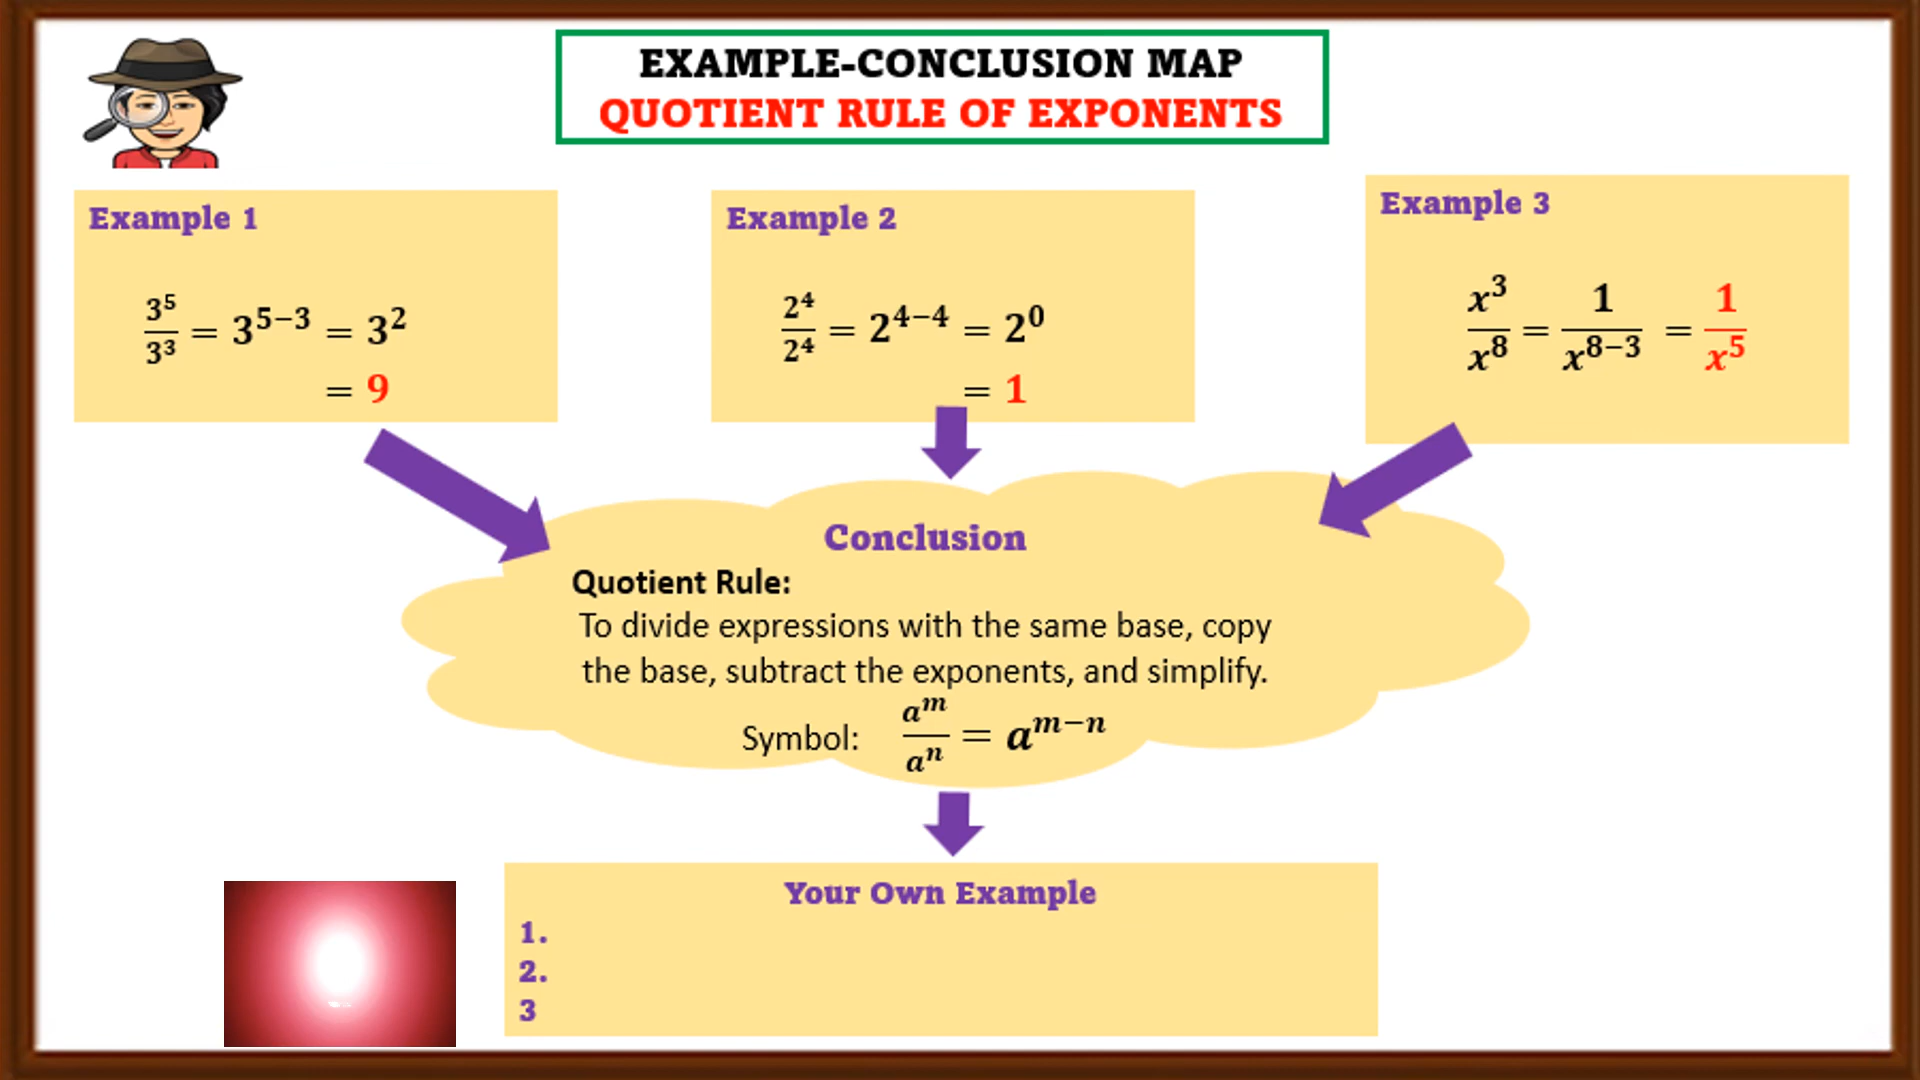 EXAMPLE-CONCLUSION MAP
QUOTIENT RULE OF EXPONENTS
Example 1
3⁵/3³ = 3⁵⁻³ = 3²
= 9
Example 2
2⁴/2⁴ = 2⁴⁻⁴ = 2⁰
= 1
Example 3
x³/x⁸ = 1/x⁸⁻³ = 1/x⁵
Conclusion
Quotient Rule:
To divide expressions with the same base, copy
the base, subtract the exponents, and simplify.
Symbol: aᵐ/aⁿ = aᵐ⁻ⁿ
Your Own Example
1.
2.
3